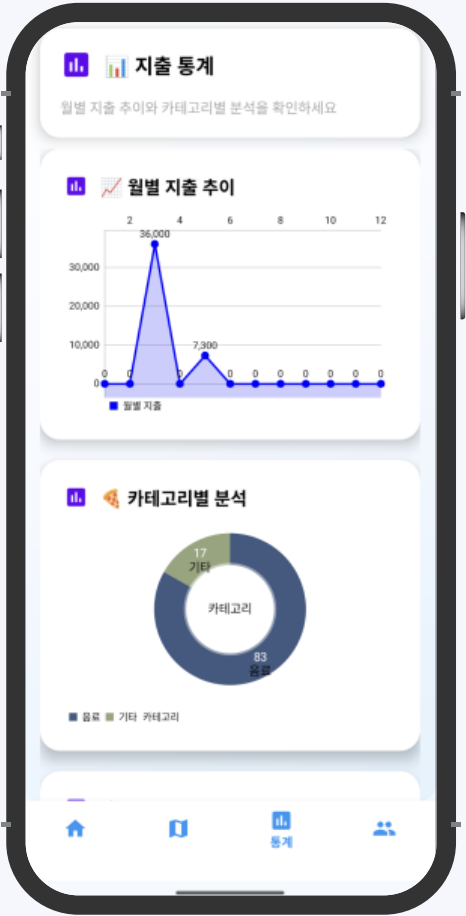 📊 지출 통계
월별 지출 추이와 카테고리별 분석을 확인하세요
📈 월별 지출 추이
2 4 6 8 10 12
36,000
30,000
20,000
10,000
7,300
0 0 0 0 0 0 0 0 0 0 0
월별 지출
🍕 카테고리별 분석
17
기타
카테고리
83
음료
음료 기타 카테고리
통계